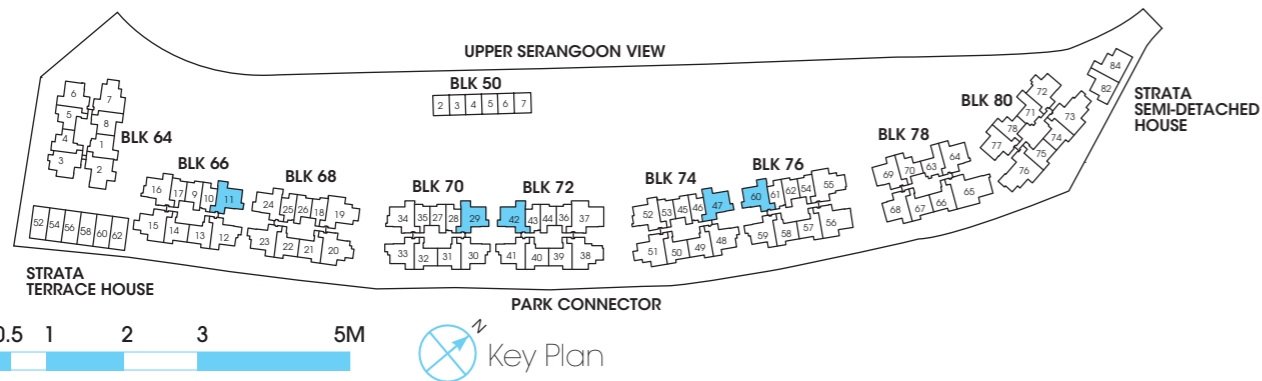 UPPER SERANGOON VIEW
BLK 50
2 3 4 5 6 7
BLK 64
6 7
5 8
4 1
3 2
BLK 66
16 17 9 10 11
15 14 13 12
BLK 68
24 25 26 18 19
23 22 21 20
BLK 70
34 35 27 28 29
33 32 31 30
BLK 72
42 43 44 36 37
41 40 39 38
BLK 74
52 53 45 46 47
51 50 49 48
BLK 76
60 61 62 54 55
59 58 57 56
BLK 78
69 70 63 64
68 67 66 65
BLK 80
72
71 73
78 74
77 75
76
84
82
STRATA
SEMI-DETACHED
HOUSE
52 54 56 58 60 62
STRATA
TERRACE HOUSE
PARK CONNECTOR
0.5 1 2 3 5M
N
Key Plan